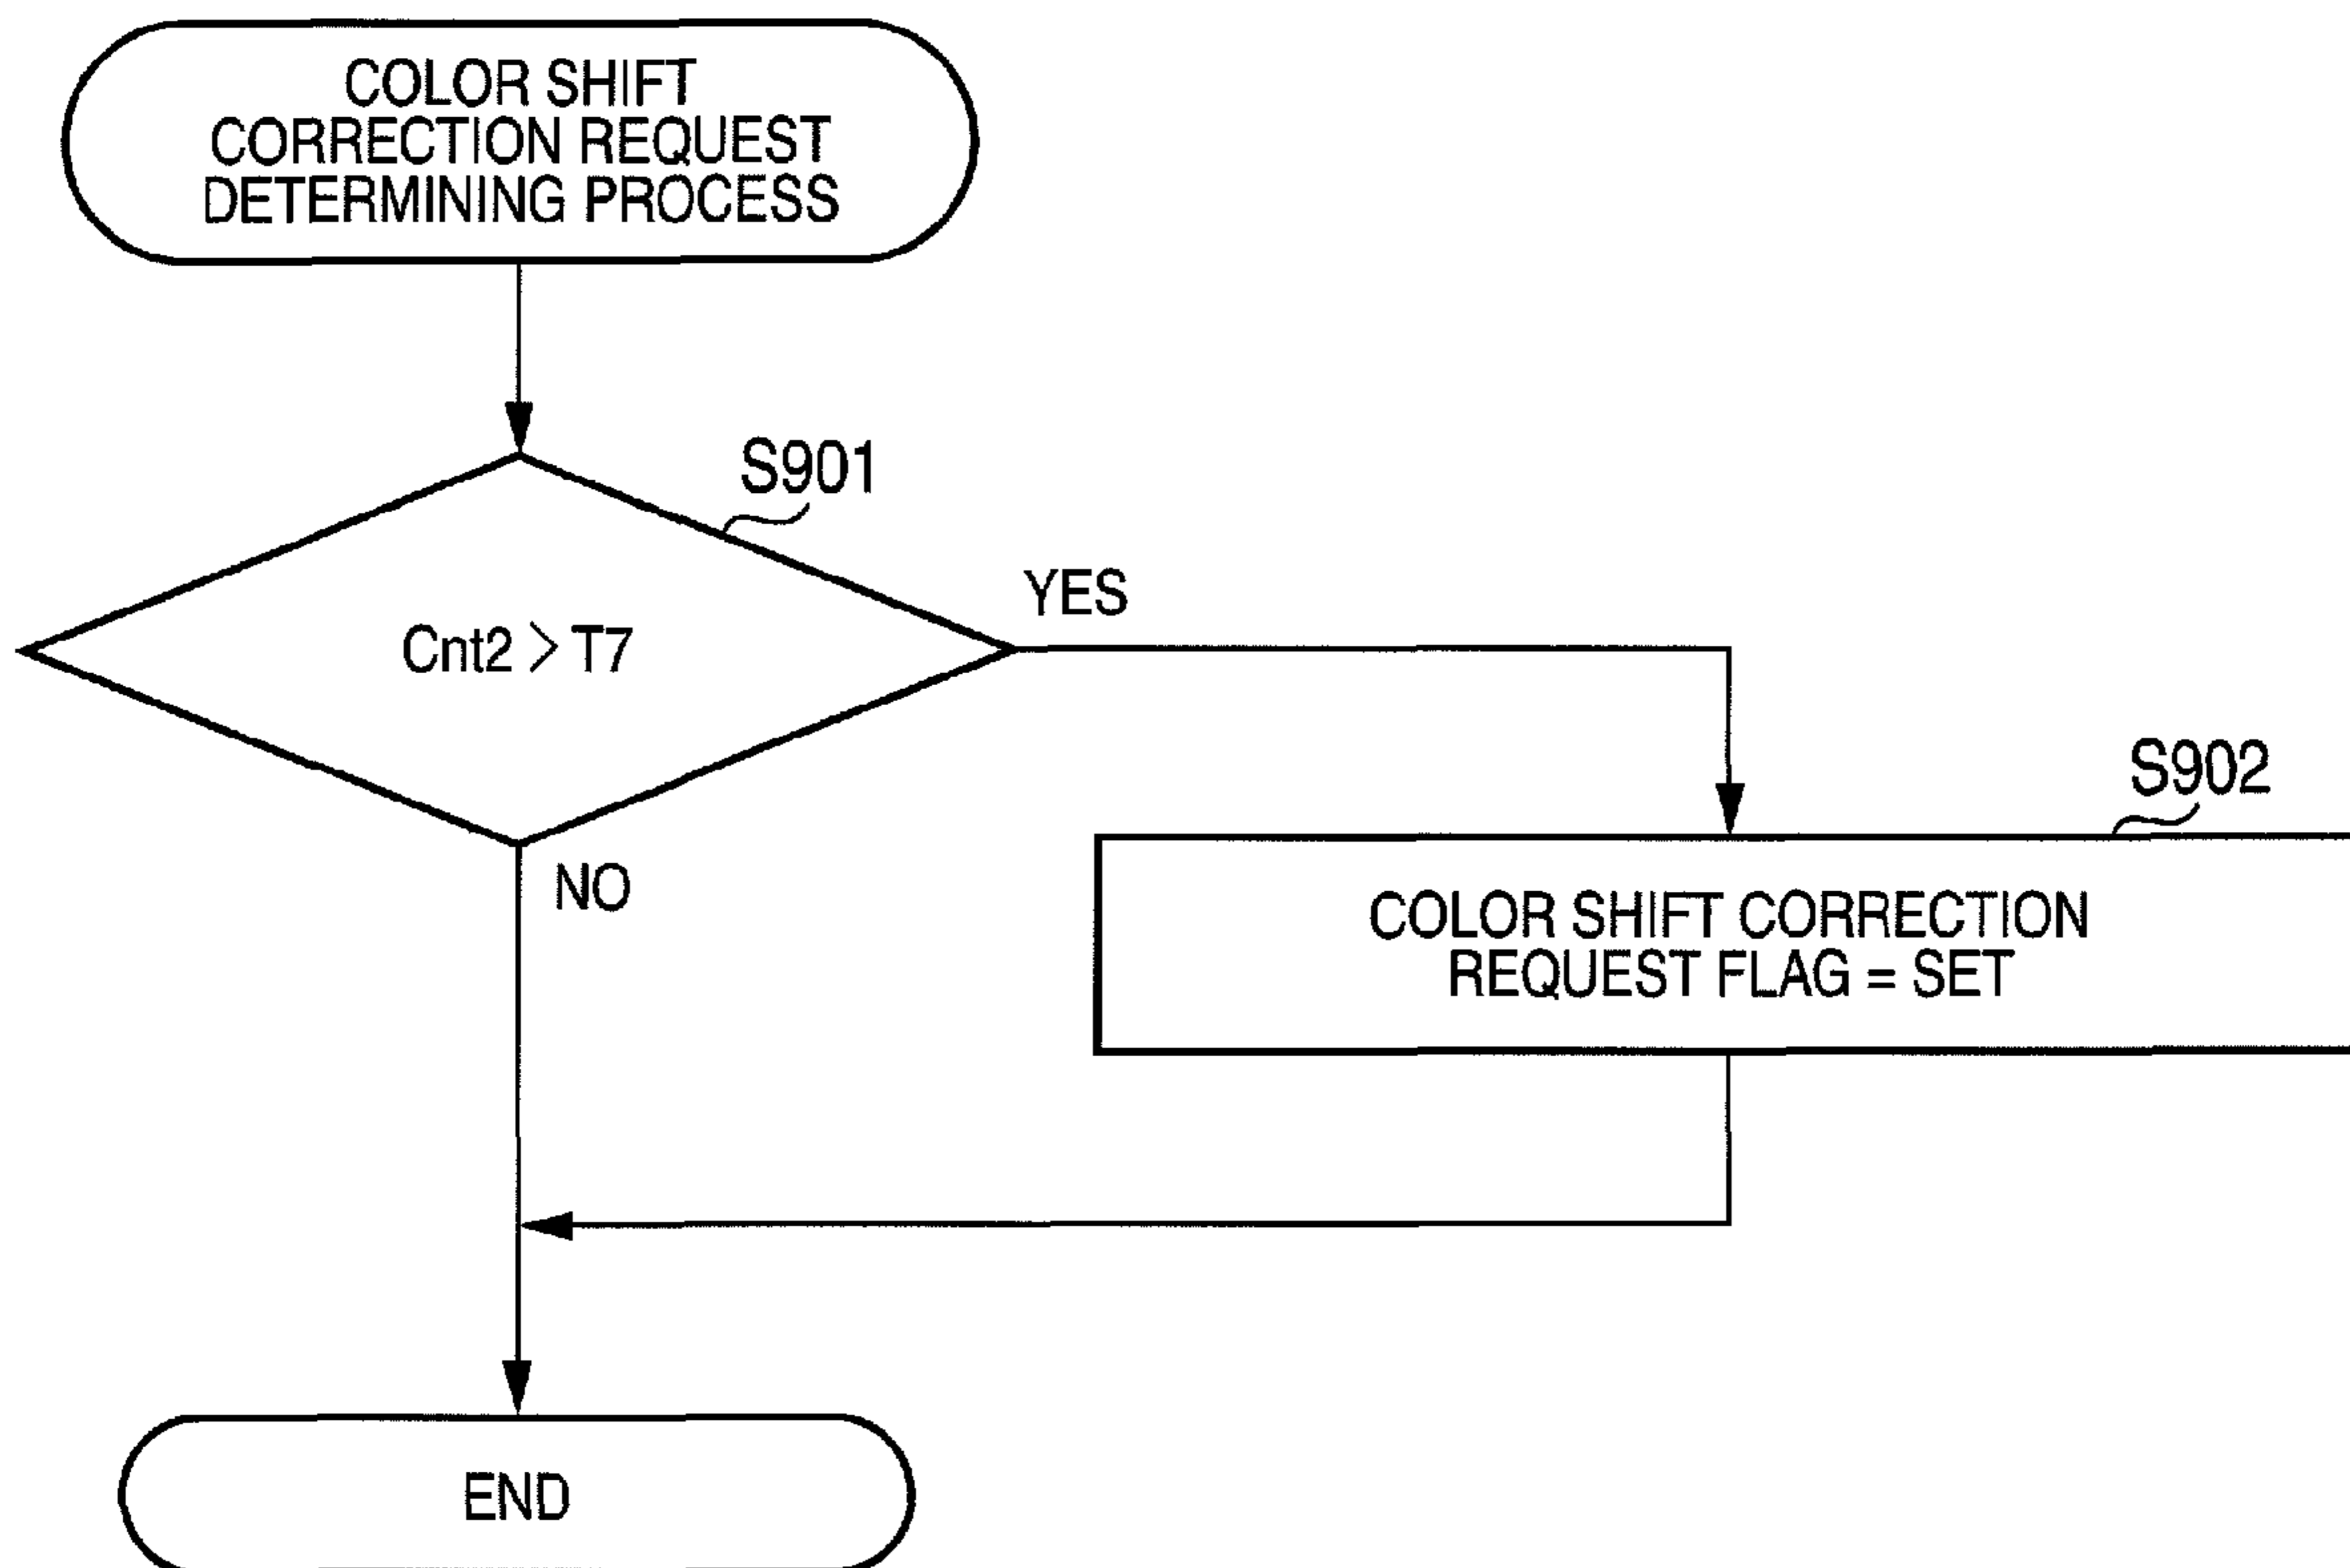 COLOR SHIFT
CORRECTION REQUEST
DETERMINING PROCESS
S901
YES
Cnt2 > T7
NO
S902
COLOR SHIFT CORRECTION
REQUEST FLAG = SET
END